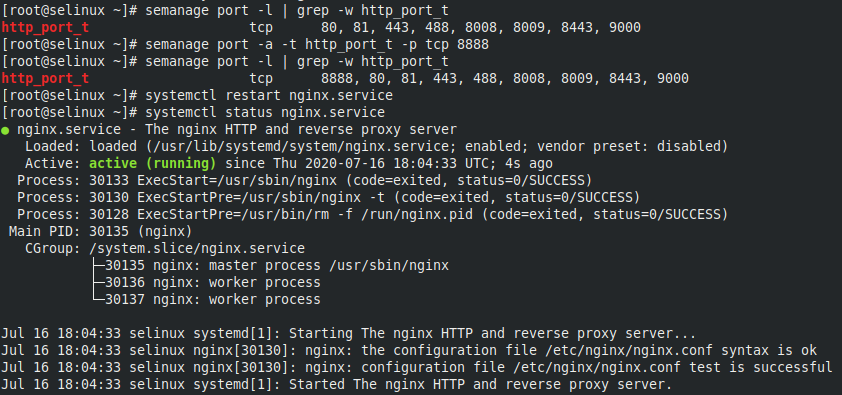 [root@selinux ~]# semanage port -l | grep -w http_port_t
http_port_t                    tcp      80, 81, 443, 488, 8008, 8009, 8443, 9000
[root@selinux ~]# semanage port -a -t http_port_t -p tcp 8888
[root@selinux ~]# semanage port -l | grep -w http_port_t
http_port_t                    tcp      8888, 80, 81, 443, 488, 8008, 8009, 8443, 9000
[root@selinux ~]# systemctl restart nginx.service
[root@selinux ~]# systemctl status nginx.service
● nginx.service - The nginx HTTP and reverse proxy server
   Loaded: loaded (/usr/lib/systemd/system/nginx.service; enabled; vendor preset: disabled)
   Active: active (running) since Thu 2020-07-16 18:04:33 UTC; 4s ago
  Process: 30133 ExecStart=/usr/sbin/nginx (code=exited, status=0/SUCCESS)
  Process: 30130 ExecStartPre=/usr/sbin/nginx -t (code=exited, status=0/SUCCESS)
  Process: 30128 ExecStartPre=/usr/bin/rm -f /run/nginx.pid (code=exited, status=0/SUCCESS)
 Main PID: 30135 (nginx)
   CGroup: /system.slice/nginx.service
           ├─30135 nginx: master process /usr/sbin/nginx
           ├─30136 nginx: worker process
           └─30137 nginx: worker process
Jul 16 18:04:33 selinux systemd[1]: Starting The nginx HTTP and reverse proxy server...
Jul 16 18:04:33 selinux nginx[30130]: nginx: the configuration file /etc/nginx/nginx.conf syntax is ok
Jul 16 18:04:33 selinux nginx[30130]: nginx: configuration file /etc/nginx/nginx.conf test is successful
Jul 16 18:04:33 selinux systemd[1]: Started The nginx HTTP and reverse proxy server.